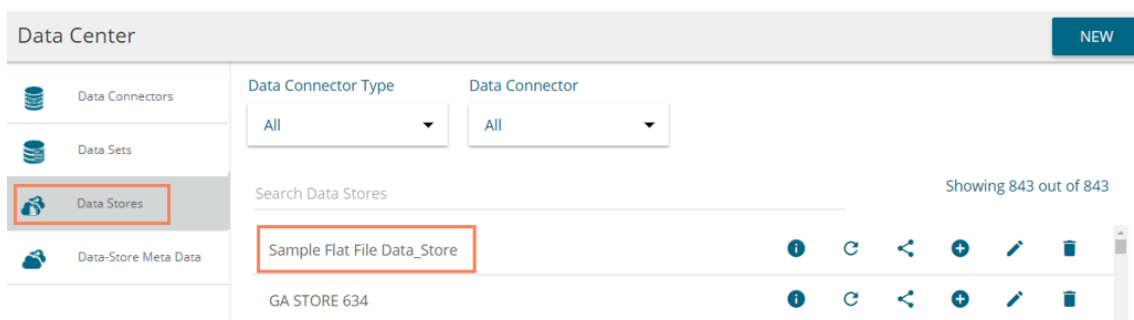 Data Center
NEW
Data Connectors
Data Sets
Data Stores
Data-Store Meta Data
Data Connector Type
Data Connector
All
All
Search Data Stores
Showing 843 out of 843
Sample Flat File Data_Store
GA STORE 634